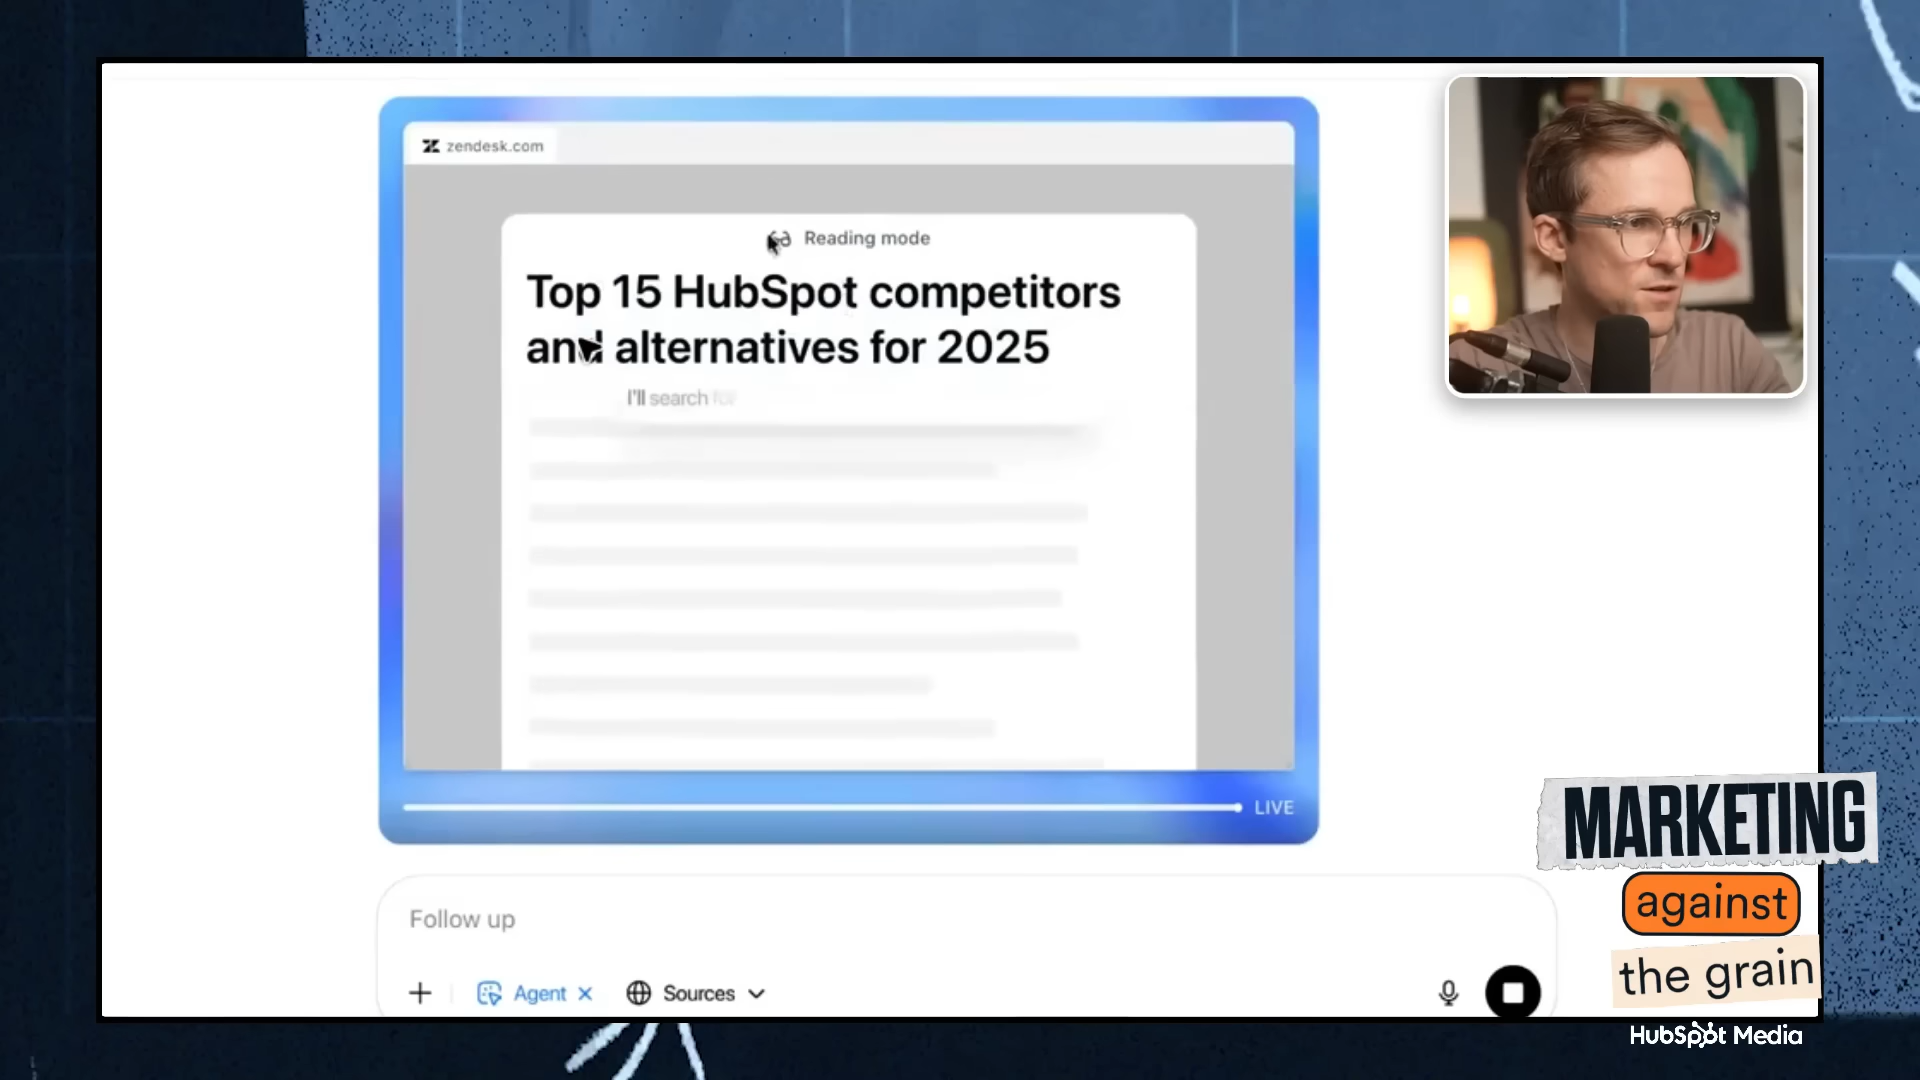 zendesk.com
Reading mode
Top 15 HubSpot competitors
and alternatives for 2025
I'll search for
LIVE
Follow up
Agent
Sources
MARKETING
against
the grain
HubSpot Media